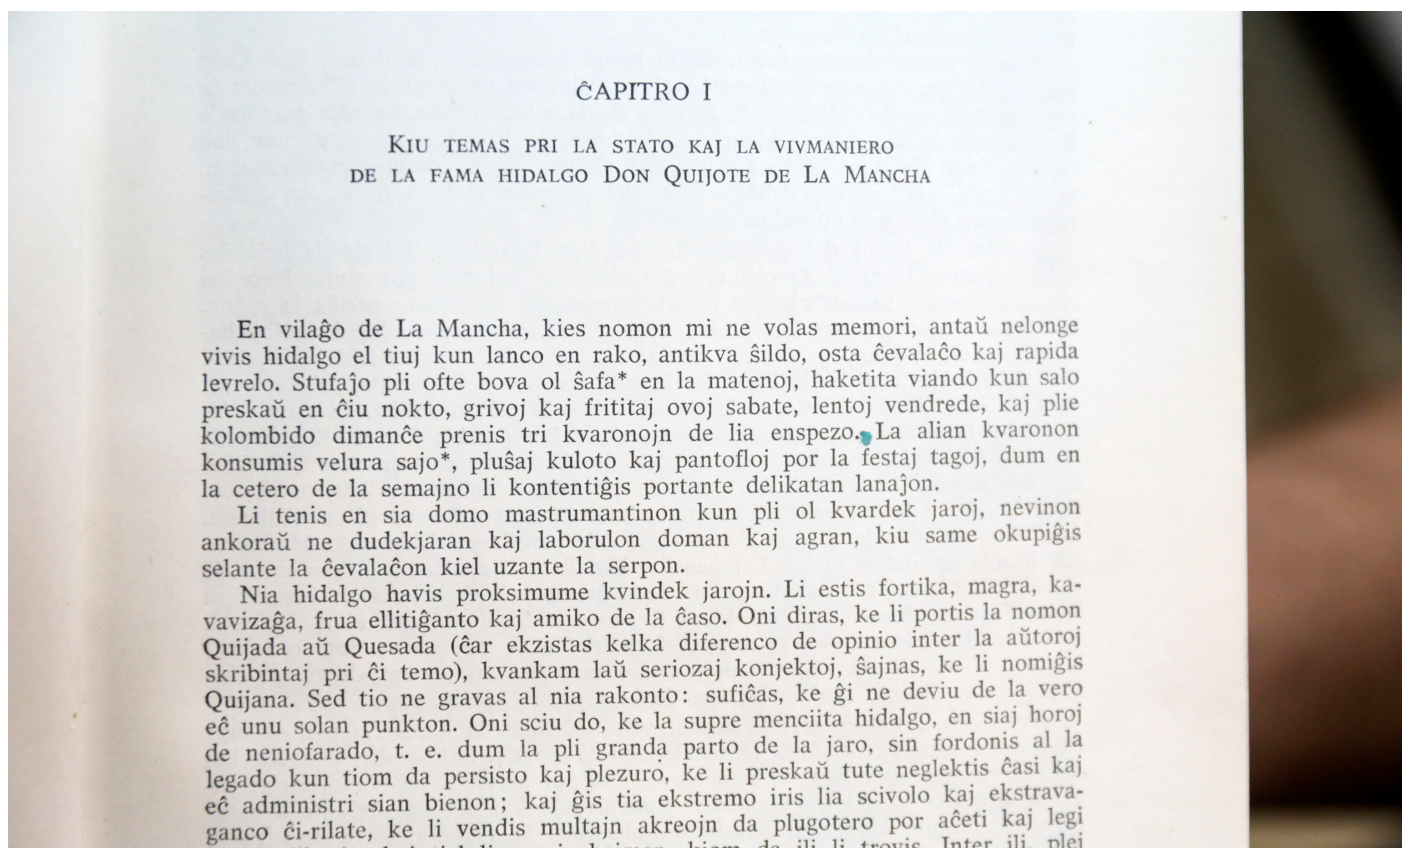 ĈAPITRO I
KIU TEMAS PRI LA STATO KAJ LA VIVMANIERO
DE LA FAMA HIDALGO DON QUIJOTE DE LA MANCHA
En vilaĝo de La Mancha, kies nomon mi ne volas memori, antaŭ nelonge
vivis hidalgo el tiuj kun lanco en rako, antikva ŝildo, osta ĉevalaĉo kaj rapida
levrelo. Stufaĵo pli ofte bova ol ŝafa* en la matenoj, haketita viando kun salo
preskaŭ en ĉiu nokto, grivoj kaj frititaj ovoj sabate, lentoj vendrede, kaj plie
kolombido dimanĉe prenis tri kvaronojn de lia enspezo. La alian kvaronon
konsumis velura sajo*, pluŝaj kuloto kaj pantofloj por la festaj tagoj, dum en
la cetero de la semajno li kontentiĝis portante delikatan lanaĵon.
Li tenis en sia domo mastrumantinon kun pli ol kvardek jaroj, nevinon
ankoraŭ ne dudekjaran kaj laborulon doman kaj agran, kiu same okupiĝis
selante la ĉevalaĉon kiel uzante la serpon.
Nia hidalgo havis proksimume kvindek jarojn. Li estis fortika, magra, ka-
vavizaĝa, frua ellitiĝanto kaj amiko de la ĉaso. Oni diras, ke li portis la nomon
Quijada aŭ Quesada (ĉar ekzistas kelka diferenco de opinio inter la aŭtoroj
skribintaj pri ĉi temo), kvankam laŭ seriozaj konjektoj, ŝajnas, ke li nomiĝis
Quijana. Sed tio ne gravas al nia rakonto: sufiĉas, ke ĝi ne deviu de la vero
eĉ unu solan punkton. Oni sciu do, ke la supre menciita hidalgo, en siaj horoj
de neniofarado, t. e. dum la pli granda parto de la jaro, sin fordonis al la
legado kun tiom da persisto kaj plezuro, ke li preskaŭ tute neglektis ĉasi kaj
eĉ administri sian bienon; kaj ĝis tia ekstremo iris lia scivolo kaj ekstrava-
ganco ĉi-rilate, ke li vendis multajn akreojn da plugotero por aĉeti kaj legi
da ili li trovis. Inter ili, plej